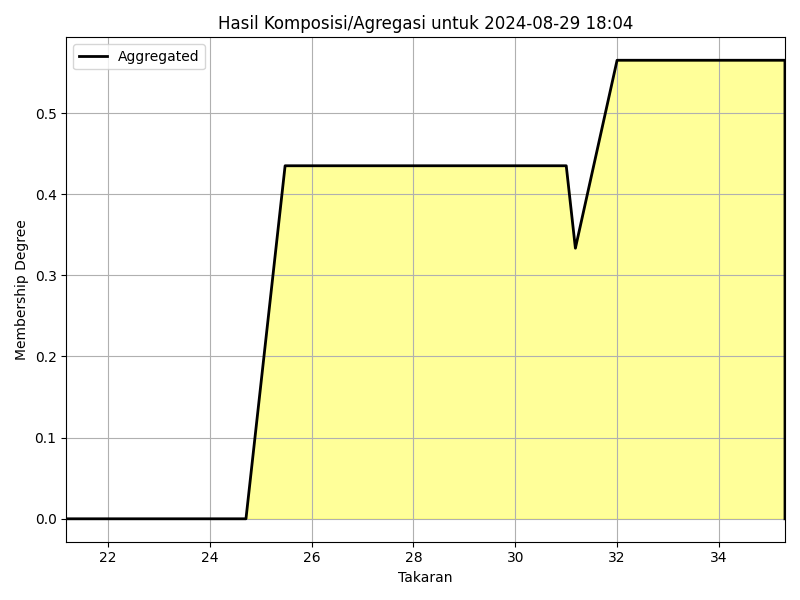 Hasil Komposisi/Agregasi untuk 2024-08-29 18:04
Aggregated
Membership Degree
0.5
0.4
0.3
0.2
0.1
0.0
22 24 26 28 30 32 34
Takaran